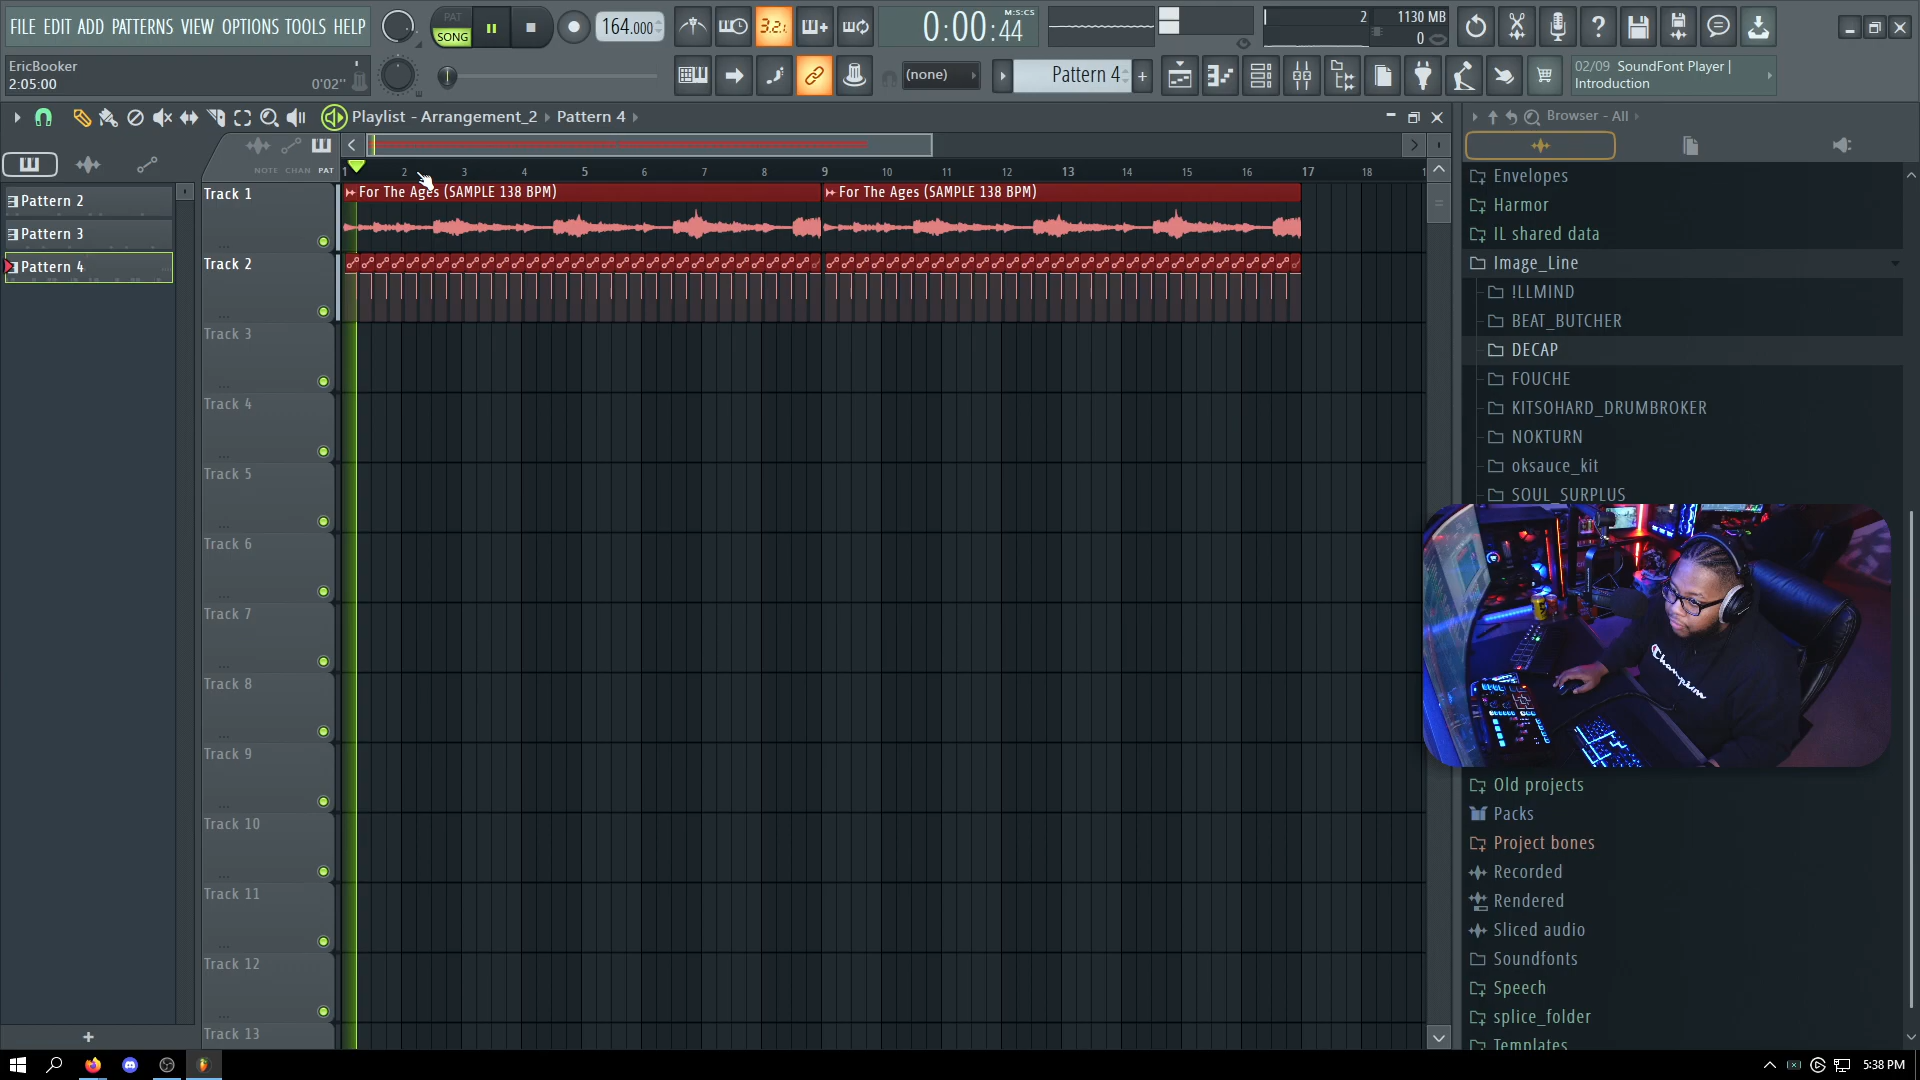 FILE EDIT ADD PATTERNS VIEW OPTIONS TOOLS HELP
PAT
SONG
164.000
3.2.
0:00:44
M:S:CS
2
1130 MB
0
EricBooker
2:05:00
0'02"
(none)
Pattern 4
02/09 SoundFont Player |
Introduction
Playlist - Arrangement_2 › Pattern 4
Browser - All
NOTE CHAN PAT
1 2 3 4 5 6 7 8 9 10 11 12 13 14 15 16 17 18
Pattern 2
Pattern 3
Pattern 4
Track 1
For The Ages (SAMPLE 138 BPM)
For The Ages (SAMPLE 138 BPM)
Track 2
Track 3
Track 4
Track 5
Track 6
Track 7
Track 8
Track 9
Track 10
Track 11
Track 12
Track 13
Envelopes
Harmor
IL shared data
Image_Line
!LLMIND
BEAT_BUTCHER
DECAP
FOUCHE
KITSOHARD_DRUMBROKER
NOKTURN
oksauce_kit
SOUL_SURPLUS
Champion
Old projects
Packs
Project bones
Recorded
Rendered
Sliced audio
Soundfonts
Speech
splice_folder
Templates
5:38 PM